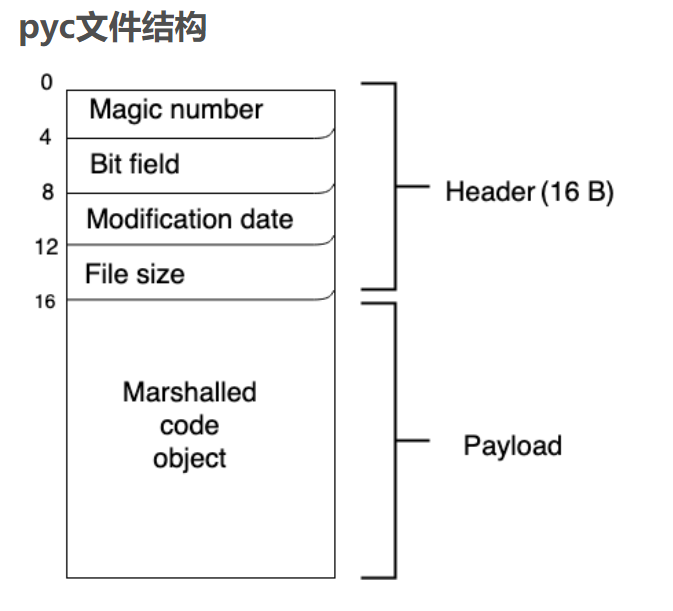 pyc文件结构
0
Magic number
4
Bit field
8
Modification date
12
File size
16
Header (16 B)
Marshalled
code
object
Payload